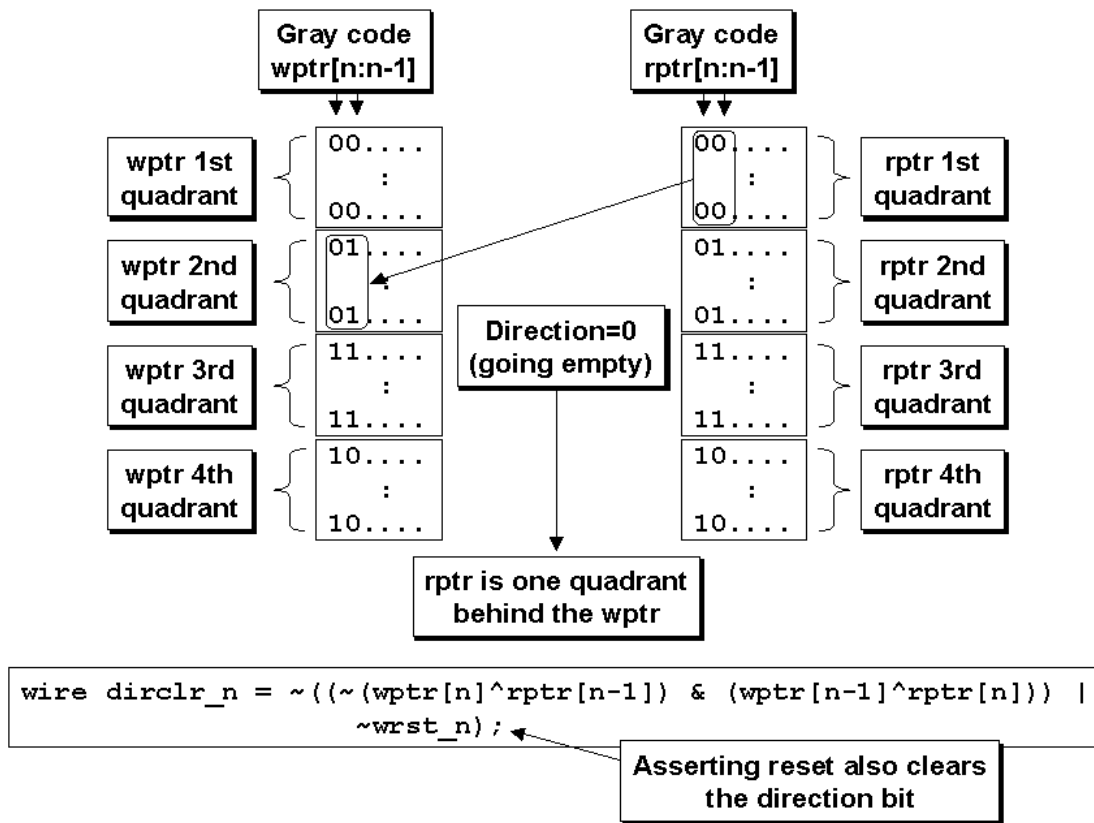 Gray code
wptr[n:n-1]
Gray code
rptr[n:n-1]
wptr 1st
quadrant
00....
:
00....
00....
:
00....
rptr 1st
quadrant
wptr 2nd
quadrant
01....
:
01....
01....
:
01....
rptr 2nd
quadrant
Direction=0
(going empty)
wptr 3rd
quadrant
11....
:
11....
11....
:
11....
rptr 3rd
quadrant
wptr 4th
quadrant
10....
:
10....
10....
:
10....
rptr 4th
quadrant
rptr is one quadrant
behind the wptr
wire dirclr_n = ~((~(wptr[n]^rptr[n-1]) & (wptr[n-1]^rptr[n])) |
~wrst_n);
Asserting reset also clears
the direction bit